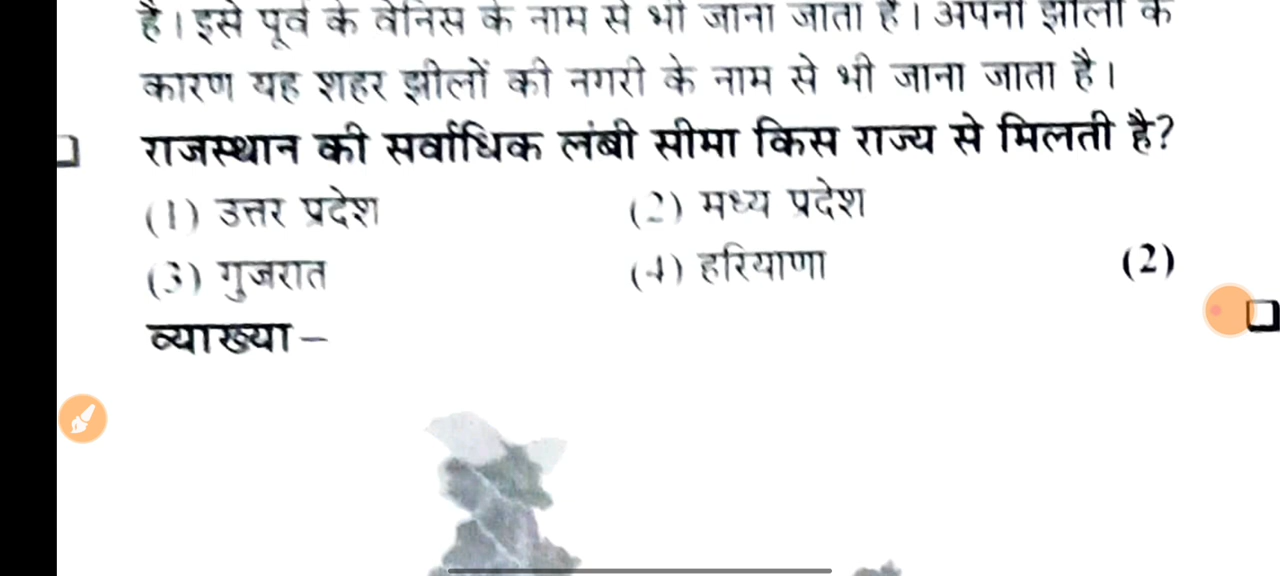 है। इसे पूर्व के वेनिस के नाम से भी जाना जाता है। अपनी झीलों के
कारण यह शहर झीलों की नगरी के नाम से भी जाना जाता है।
राजस्थान की सर्वाधिक लंबी सीमा किस राज्य से मिलती है?
(1) उत्तर प्रदेश (2) मध्य प्रदेश
(3) गुजरात (4) हरियाणा (2)
व्याख्या–